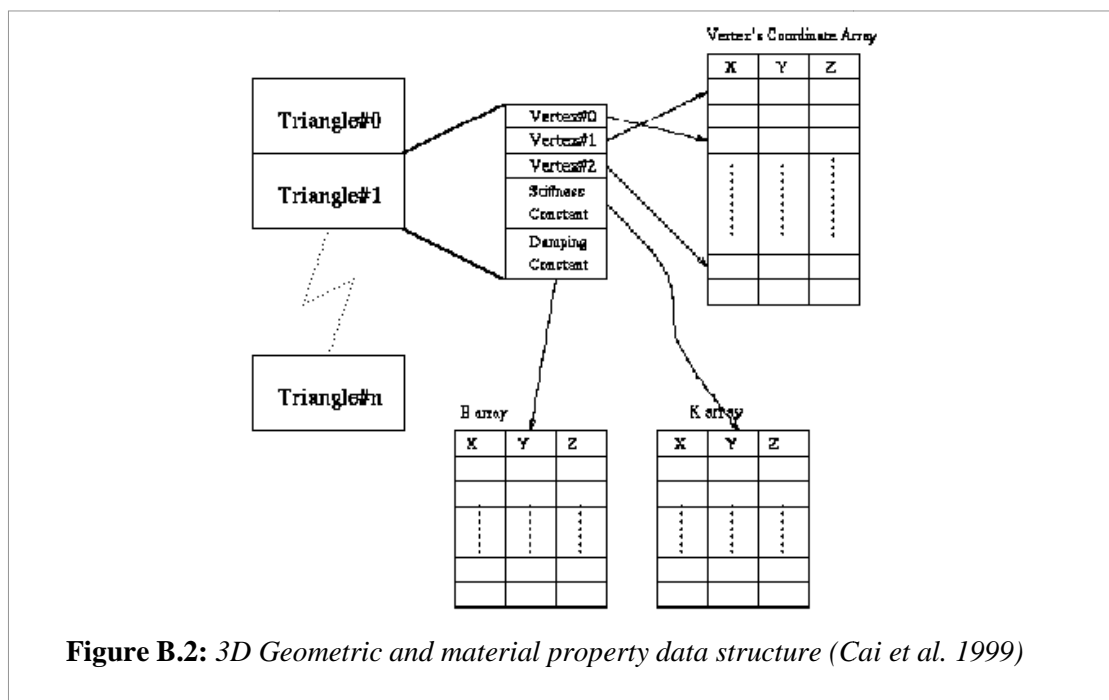 Vertex's Coordinate Array
X Y Z
Triangle#0
Triangle#1
Triangle#n
Vertex#0
Vertex#1
Vertex#2
Stiffness
Constant
Damping
Constant
B array
X Y Z
K array
X Y Z
Figure B.2: 3D Geometric and material property data structure (Cai et al. 1999)